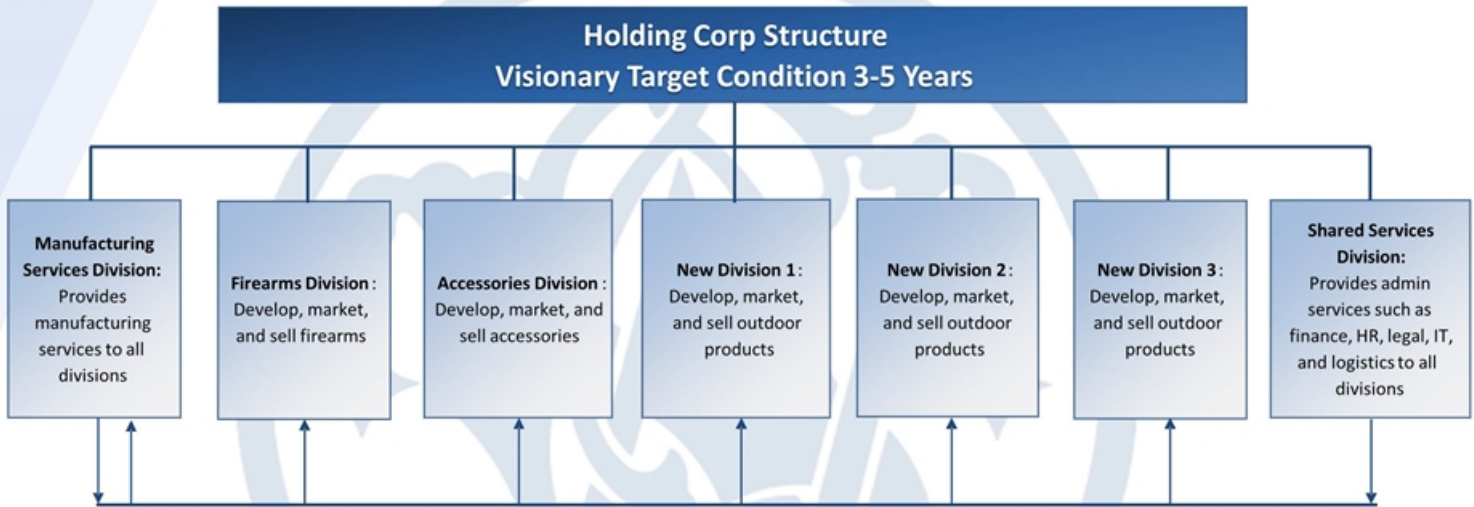 Holding Corp Structure
Visionary Target Condition 3-5 Years
Manufacturing
Services Division:
Provides
manufacturing
services to all
divisions
Firearms Division :
Develop, market,
and sell firearms
Accessories Division :
Develop, market, and
sell accessories
New Division 1:
Develop, market,
and sell outdoor
products
New Division 2:
Develop, market,
and sell outdoor
products
New Division 3:
Develop, market,
and sell outdoor
products
Shared Services
Division:
Provides admin
services such as
finance, HR, legal, IT,
and logistics to all
divisions